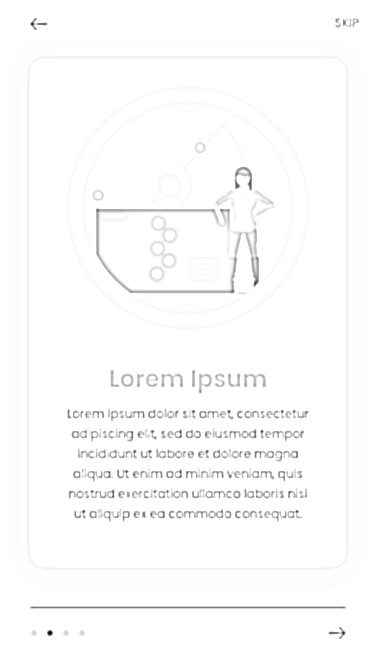 SKIP
Lorem Ipsum
Lorem ipsum dolor sit amet, consectetur
adipiscing elit, sed do eiusmod tempor
incididunt ut labore et dolore magna
aliqua. Ut enim ad minim veniam, quis
nostrud exercitation ullamco laboris nisi
ut aliquip ex ea commodo consequat.